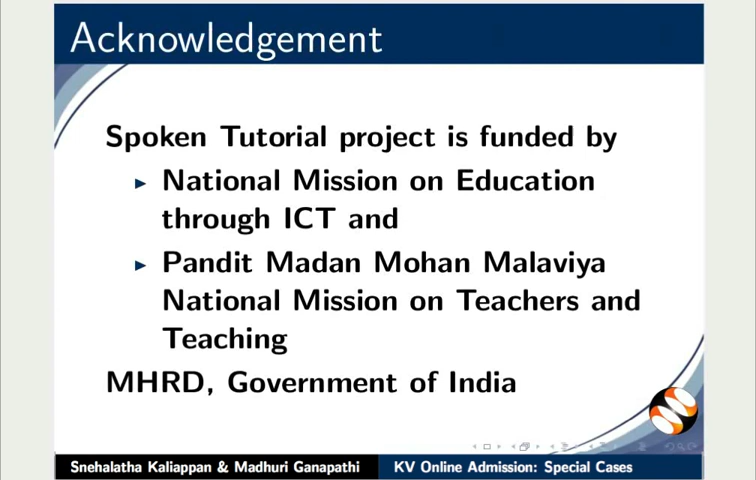 Acknowledgement
Spoken Tutorial project is funded by
► National Mission on Education
through ICT and
► Pandit Madan Mohan Malaviya
National Mission on Teachers and
Teaching
MHRD, Government of India
Snehalatha Kaliappan & Madhuri Ganapathi KV Online Admission: Special Cases